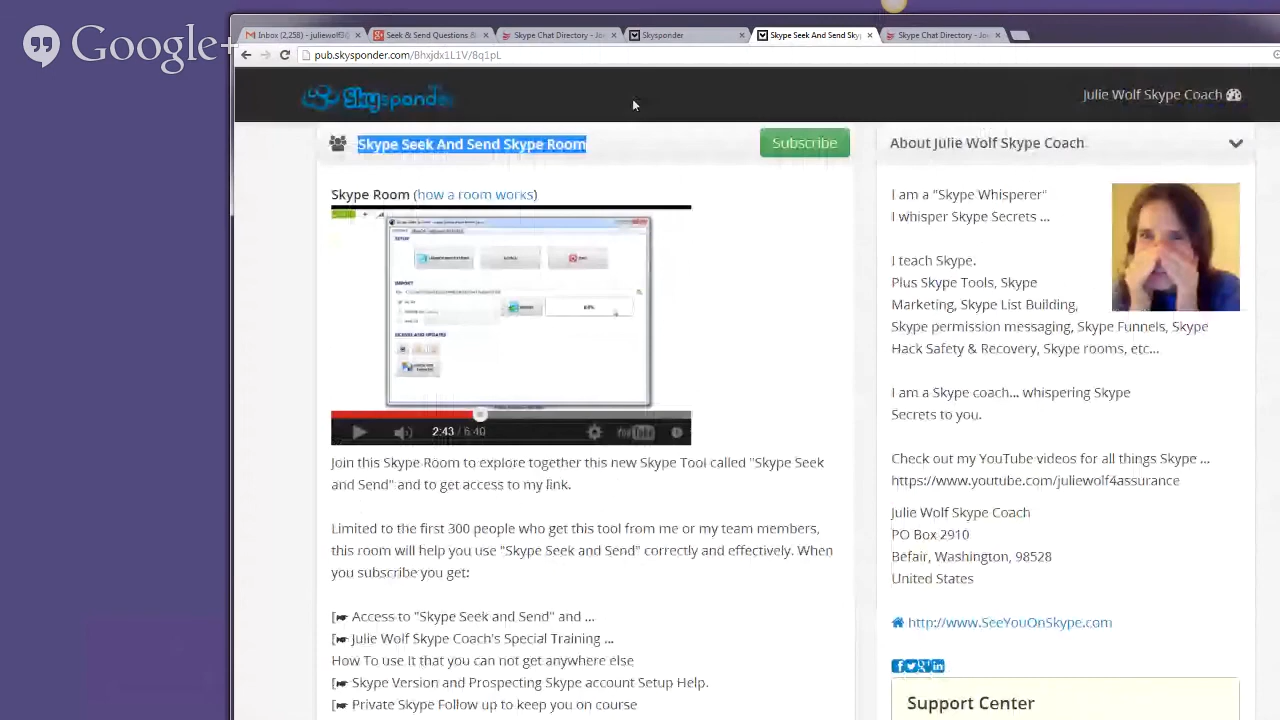 Google+
Inbox (2,258) - juliewolf3
Seek & Send Questions &
Skype Chat Directory - Jo
Skysponder
Skype Seek And Send Sky
Skype Chat Directory - Jo
pub.skysponder.com/Bhxjdx1L1V/8q1pL
Skysponder
Julie Wolf Skype Coach
Skype Seek And Send Skype Room
Subscribe
Skype Room (how a room works)
2:43 / 6:40
YouTube
Join this Skype Room to explore together this new Skype Tool called "Skype Seek
and Send" and to get access to my link.
Limited to the first 300 people who get this tool from me or my team members,
this room will help you use "Skype Seek and Send" correctly and effectively. When
you subscribe you get:
[☛ Access to "Skype Seek and Send" and ...
[☛ Julie Wolf Skype Coach's Special Training ...
How To use It that you can not get anywhere else
[☛ Skype Version and Prospecting Skype account Setup Help.
[☛ Private Skype Follow up to keep you on course
About Julie Wolf Skype Coach
I am a "Skype Whisperer"
I whisper Skype Secrets ...
I teach Skype.
Plus Skype Tools, Skype
Marketing, Skype List Building,
Skype permission messaging, Skype Funnels, Skype
Hack Safety & Recovery, Skype rooms, etc...
I am a Skype coach... whispering Skype
Secrets to you.
Check out my YouTube videos for all things Skype ...
https://www.youtube.com/juliewolf4assurance
Julie Wolf Skype Coach
PO Box 2910
Belfair, Washington, 98528
United States
http://www.SeeYouOnSkype.com
Support Center